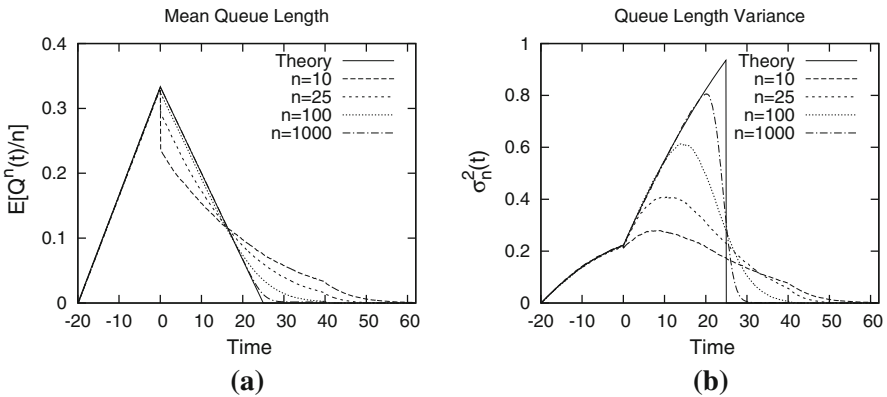 Mean Queue Length
0.4
0.3
0.2
0.1
0
E[Qⁿ(t)/n]
Theory
n=10
n=25
n=100
n=1000
-20 -10 0 10 20 30 40 50 60
Time
(a)
Queue Length Variance
1
0.8
0.6
0.4
0.2
0
σₙ²(t)
Theory
n=10
n=25
n=100
n=1000
-20 -10 0 10 20 30 40 50 60
Time
(b)